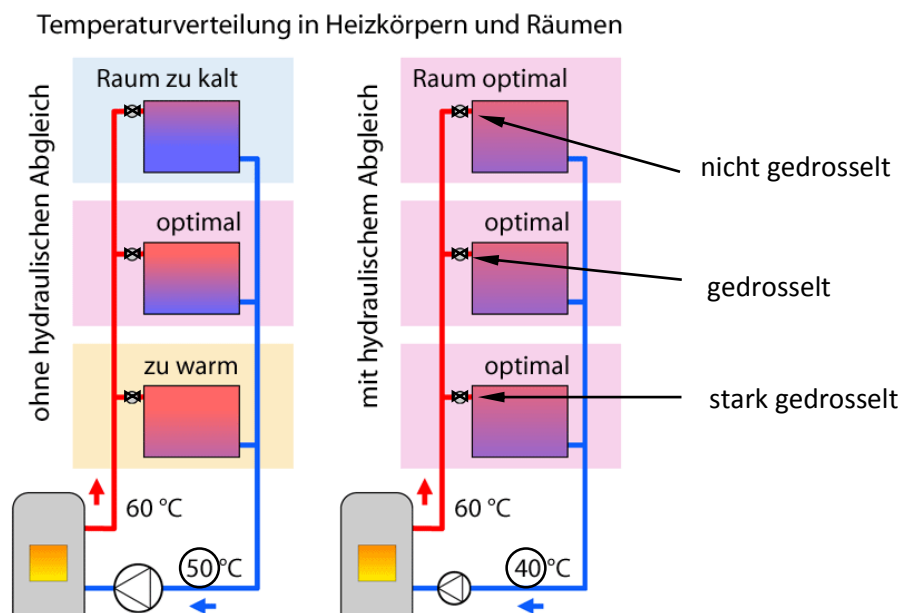 Temperaturverteilung in Heizkörpern und Räumen
ohne hydraulischen Abgleich
Raum zu kalt
optimal
zu warm
60 °C
50 °C
mit hydraulischem Abgleich
Raum optimal
nicht gedrosselt
optimal
gedrosselt
optimal
stark gedrosselt
60 °C
40 °C